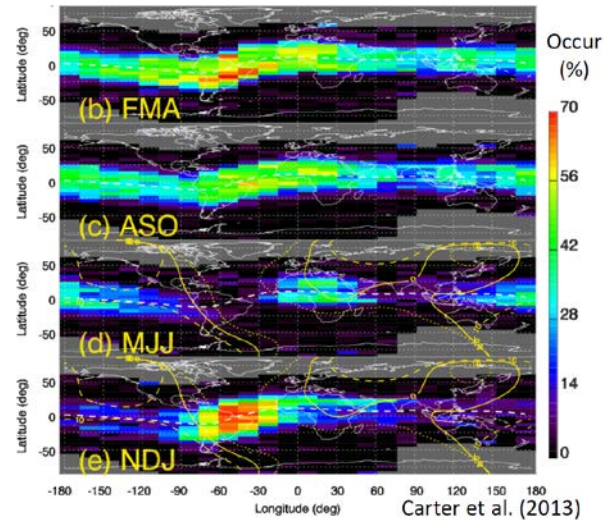 Occur
(%)
Latitude (deg)
50
0
-50
(b) FMA
Latitude (deg)
50
0
-50
(c) ASO
Latitude (deg)
50
0
-50
(d) MJJ
Latitude (deg)
50
0
-50
(e) NDJ
70
56
42
28
14
0
-180 -150 -120 -90 -60 -30 0 30 60 90 120 150 180
Longitude (deg)
Carter et al. (2013)